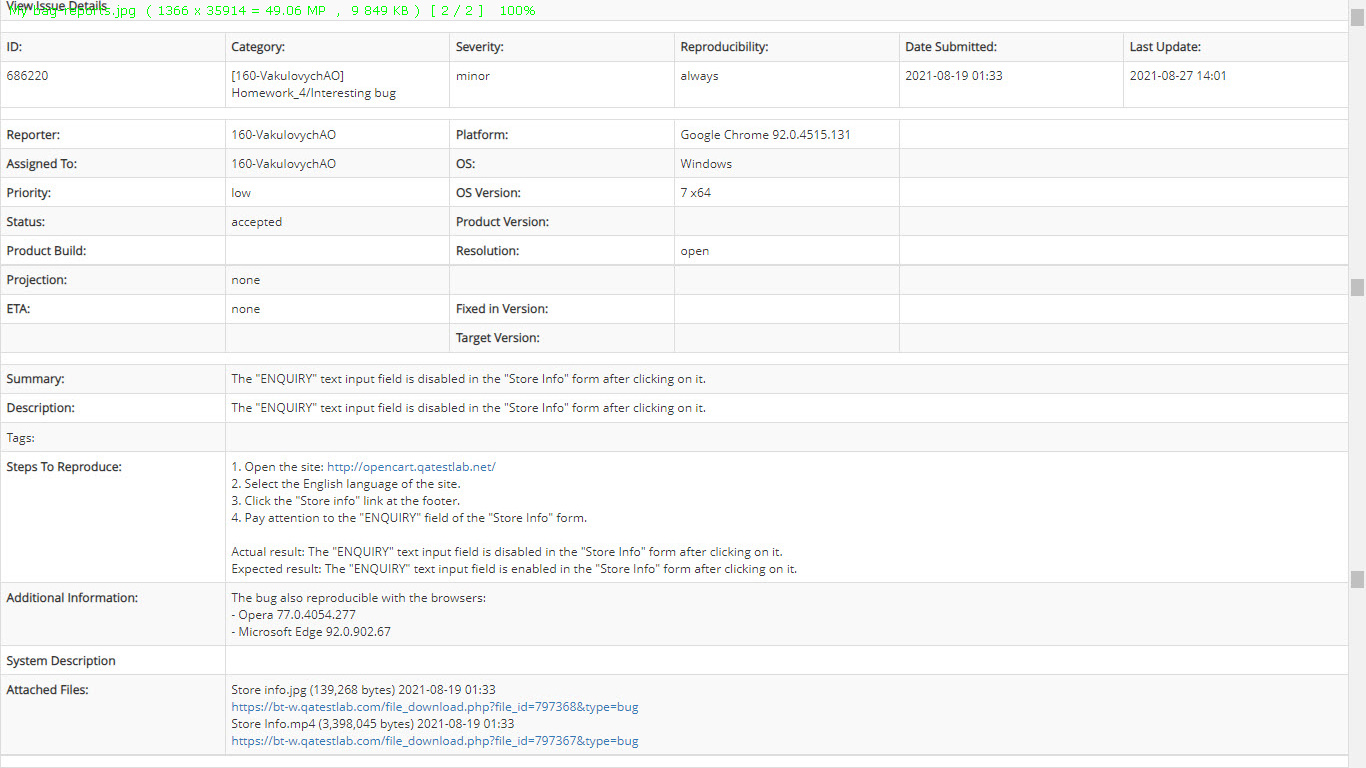 View Issue Details
My bag-reports.jpg ( 1366 x 35914 = 49.06 MP , 9 849 KB ) [ 2 / 2 ] 100%
ID: Category: Severity: Reproducibility: Date Submitted: Last Update:
686220 [160-VakulovychAO] minor always 2021-08-19 01:33 2021-08-27 14:01
Homework_4/Interesting bug
Reporter: 160-VakulovychAO Platform: Google Chrome 92.0.4515.131
Assigned To: 160-VakulovychAO OS: Windows
Priority: low OS Version: 7 x64
Status: accepted Product Version:
Product Build: Resolution: open
Projection: none
ETA: none Fixed in Version:
Target Version:
Summary: The "ENQUIRY" text input field is disabled in the "Store Info" form after clicking on it.
Description: The "ENQUIRY" text input field is disabled in the "Store Info" form after clicking on it.
Tags:
Steps To Reproduce: 1. Open the site: http://opencart.qatestlab.net/
2. Select the English language of the site.
3. Click the "Store info" link at the footer.
4. Pay attention to the "ENQUIRY" field of the "Store Info" form.
Actual result: The "ENQUIRY" text input field is disabled in the "Store Info" form after clicking on it.
Expected result: The "ENQUIRY" text input field is enabled in the "Store Info" form after clicking on it.
Additional Information: The bug also reproducible with the browsers:
- Opera 77.0.4054.277
- Microsoft Edge 92.0.902.67
System Description
Attached Files: Store info.jpg (139,268 bytes) 2021-08-19 01:33
https://bt-w.qatestlab.com/file_download.php?file_id=797368&type=bug
Store Info.mp4 (3,398,045 bytes) 2021-08-19 01:33
https://bt-w.qatestlab.com/file_download.php?file_id=797367&type=bug